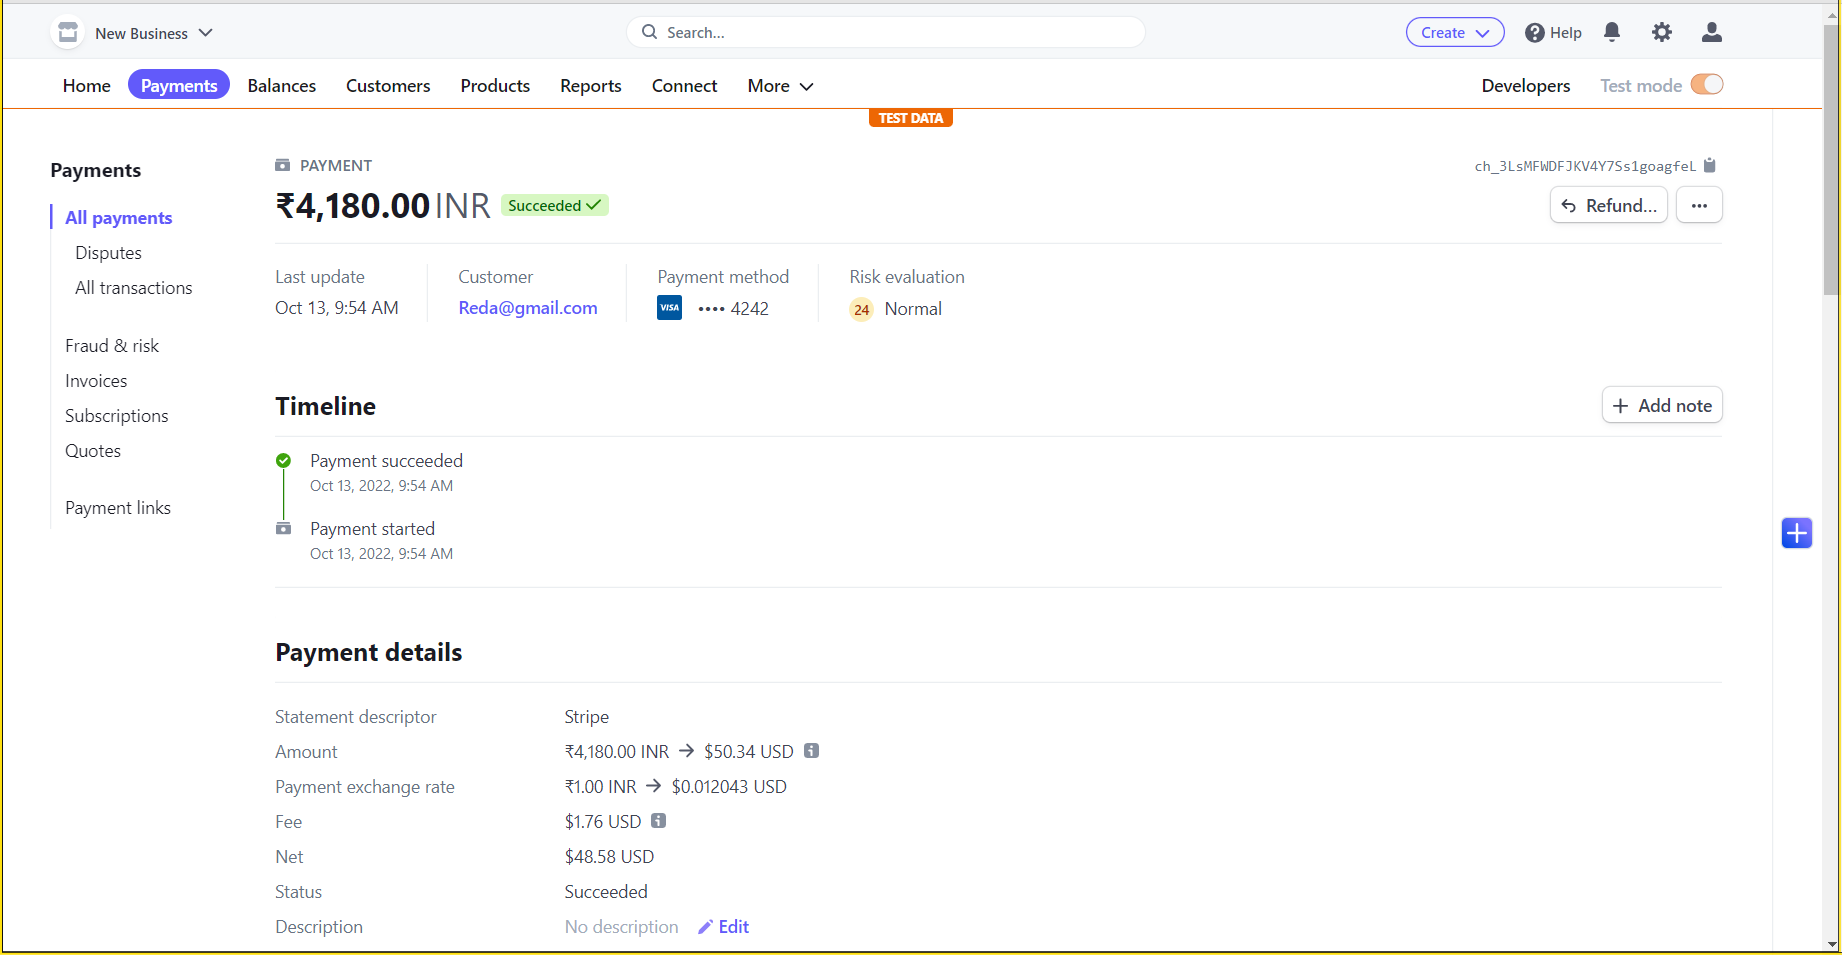 New Business
Search...
Create
Help
Home Payments Balances Customers Products Reports Connect More
Developers Test mode
TEST DATA
Payments
All payments
Disputes
All transactions
Fraud & risk
Invoices
Subscriptions
Quotes
Payment links
PAYMENT
ch_3LsMFWDFJKV4Y7Ss1goagfeL
₹4,180.00 INR Succeeded
Refund... ...
Last update
Oct 13, 9:54 AM
Customer
Reda@gmail.com
Payment method
VISA •••• 4242
Risk evaluation
24 Normal
Timeline
+ Add note
Payment succeeded
Oct 13, 2022, 9:54 AM
Payment started
Oct 13, 2022, 9:54 AM
Payment details
Statement descriptor Stripe
Amount ₹4,180.00 INR → $50.34 USD
Payment exchange rate ₹1.00 INR → $0.012043 USD
Fee $1.76 USD
Net $48.58 USD
Status Succeeded
Description No description Edit